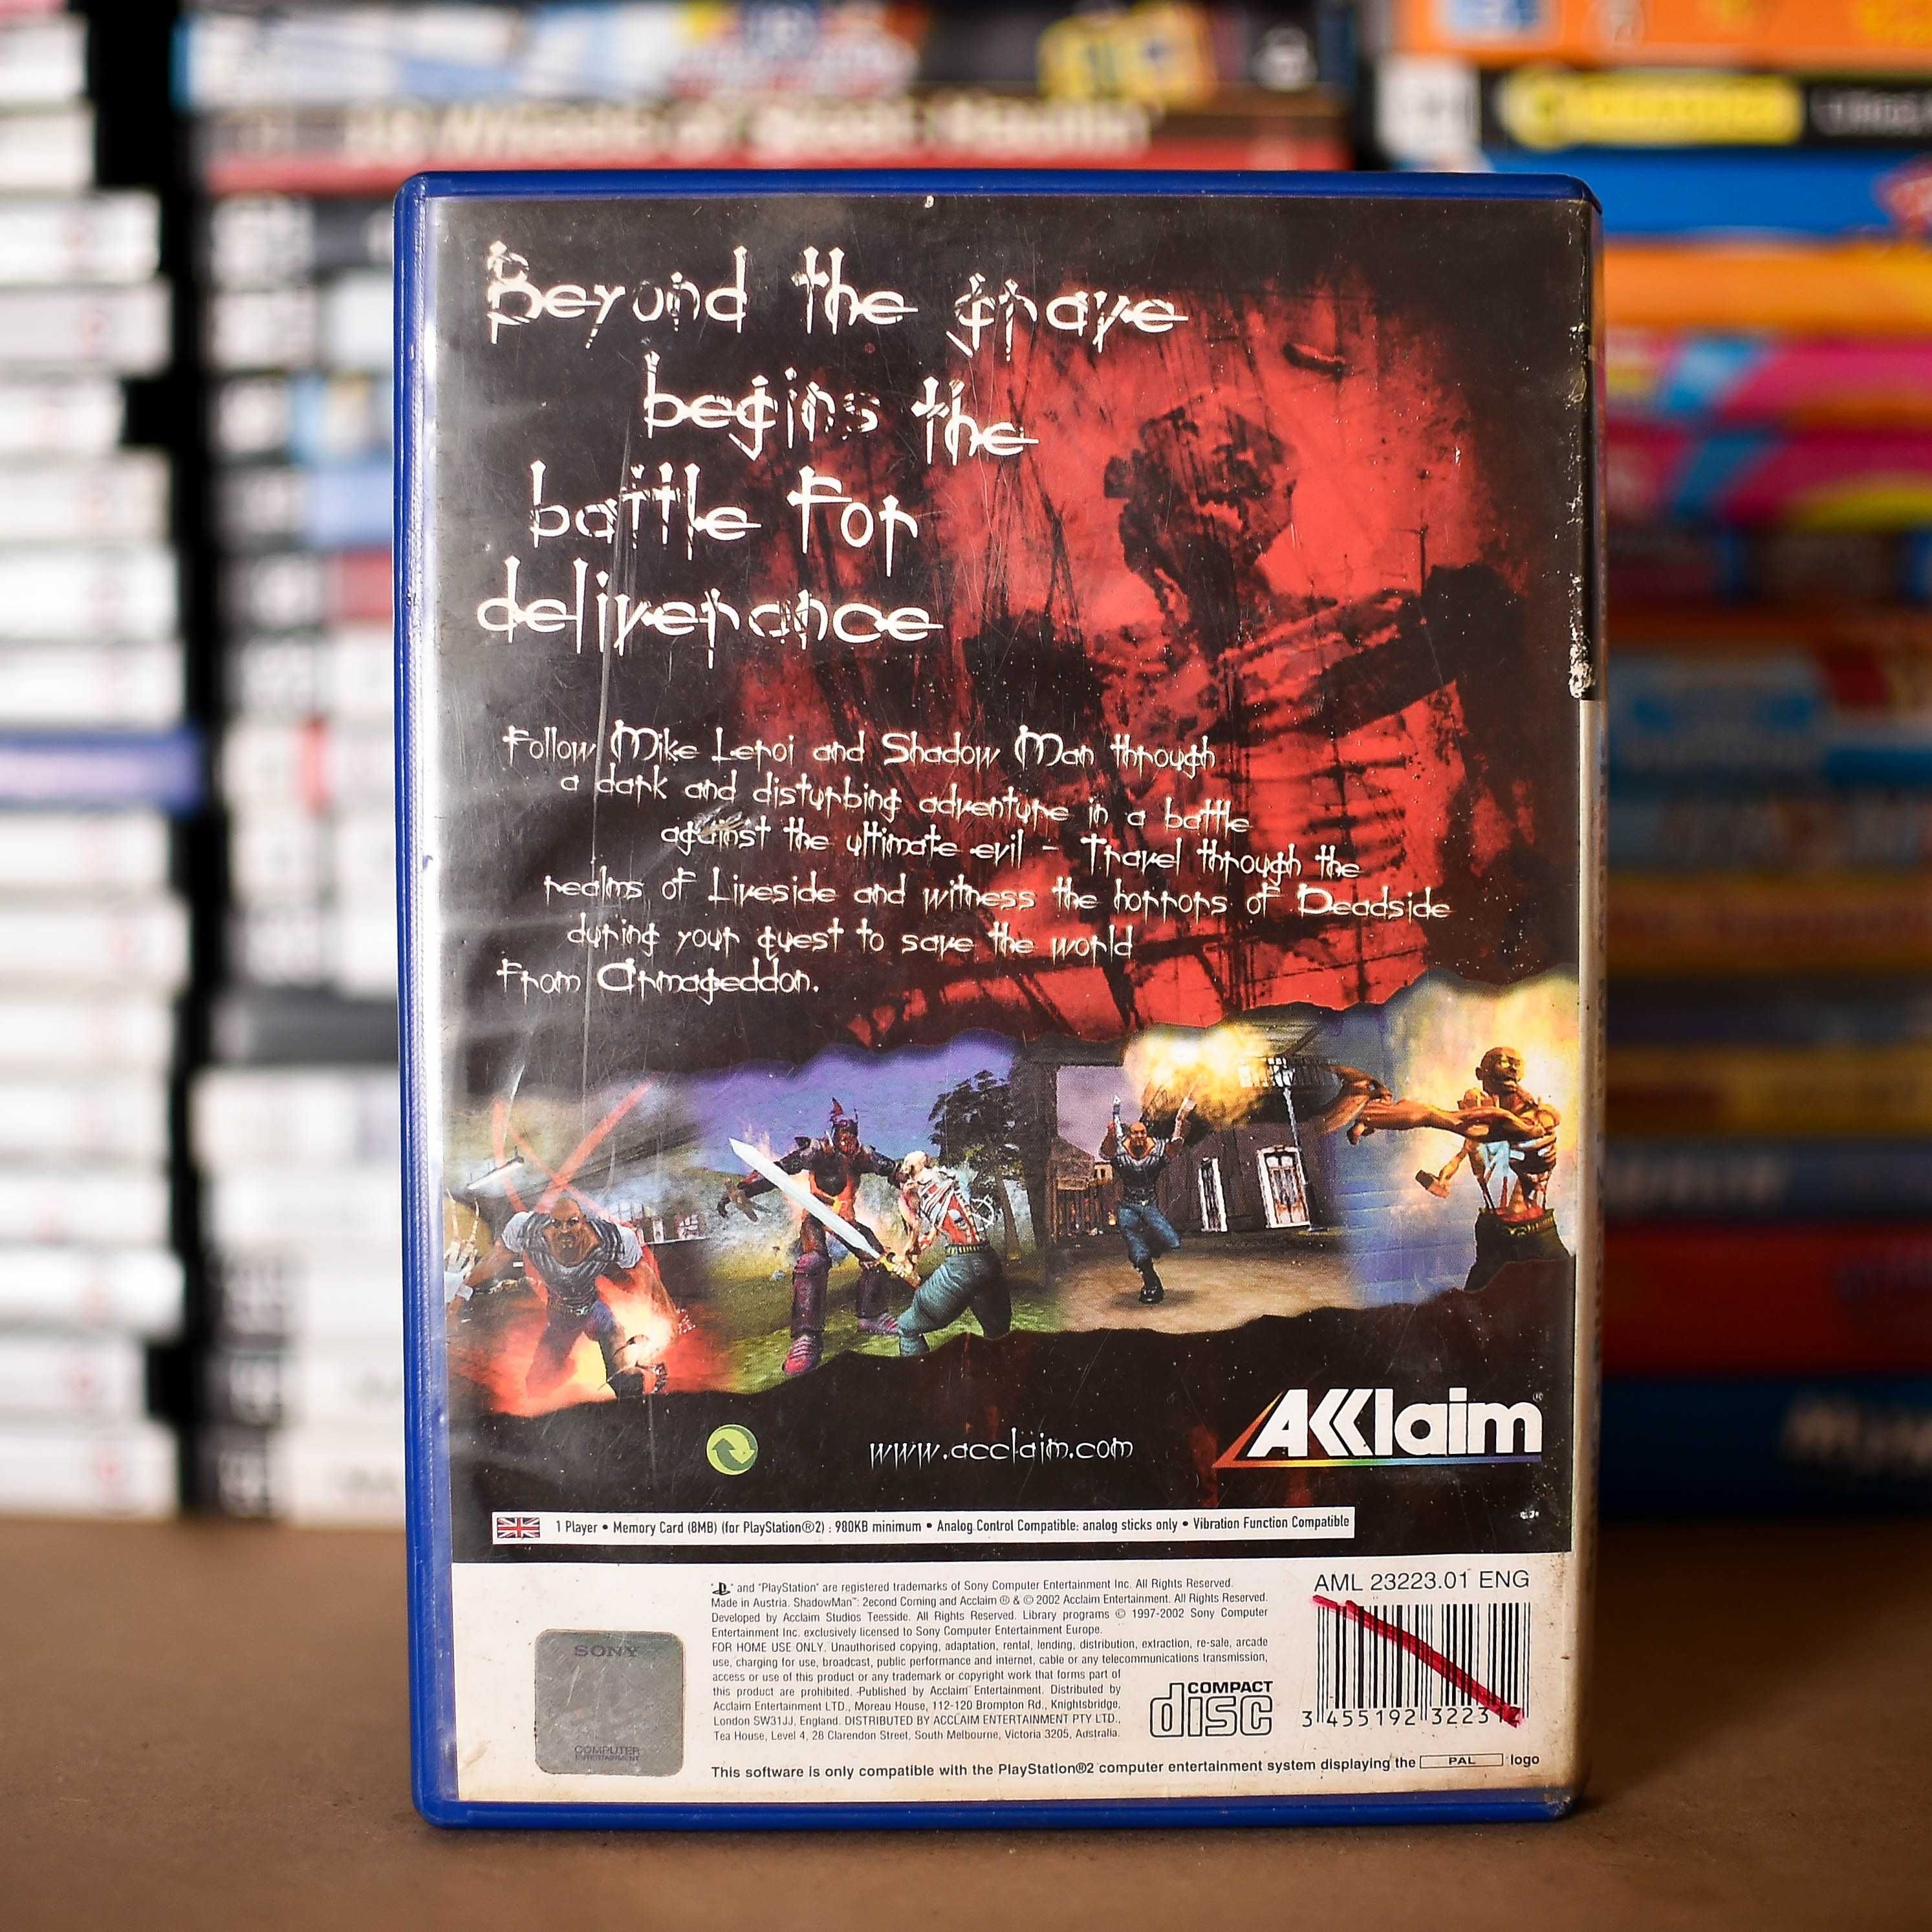 Beyond the grave
begins the
battle for
deliverance
Follow Mike Leroi and Shadow Man through
a dark and disturbing adventure in a battle
against the ultimate evil - Travel through the
realms of Liveside and witness the horrors of Deadside
during your quest to save the world
from Armageddon.
AKKlaim®
www.acclaim.com
1 Player • Memory Card (8MB) (for PlayStation®2) : 980KB minimum • Analog Control Compatible: analog sticks only • Vibration Function Compatible
" " and "PlayStation" are registered trademarks of Sony Computer Entertainment Inc. All Rights Reserved.
Made in Austria. ShadowMan™: 2econd Coming and Acclaim ® & © 2002 Acclaim Entertainment. All Rights Reserved.
Developed by Acclaim Studios Teesside. All Rights Reserved. Library programs © 1997-2002 Sony Computer
Entertainment Inc. exclusively licensed to Sony Computer Entertainment Europe.
FOR HOME USE ONLY. Unauthorised copying, adaptation, rental, lending, distribution, extraction, re-sale, arcade
use, charging for use, broadcast, public performance and internet, cable or any telecommunications transmission,
access or use of this product or any trademark or copyright work that forms part of
this product are prohibited. Published by Acclaim Entertainment. Distributed by
Acclaim Entertainment LTD., Moreau House, 112-120 Brompton Rd., Knightsbridge,
London SW31JJ, England. DISTRIBUTED BY ACCLAIM ENTERTAINMENT PTY LTD.,
Tea House, Level 4, 28 Clarendon Street, South Melbourne, Victoria 3205, Australia.
This software is only compatible with the PlayStation®2 computer entertainment system displaying the PAL logo
SONY
COMPUTER
ENTERTAINMENT
COMPACT
disc
AML 23223.01 ENG
3 455192 3223